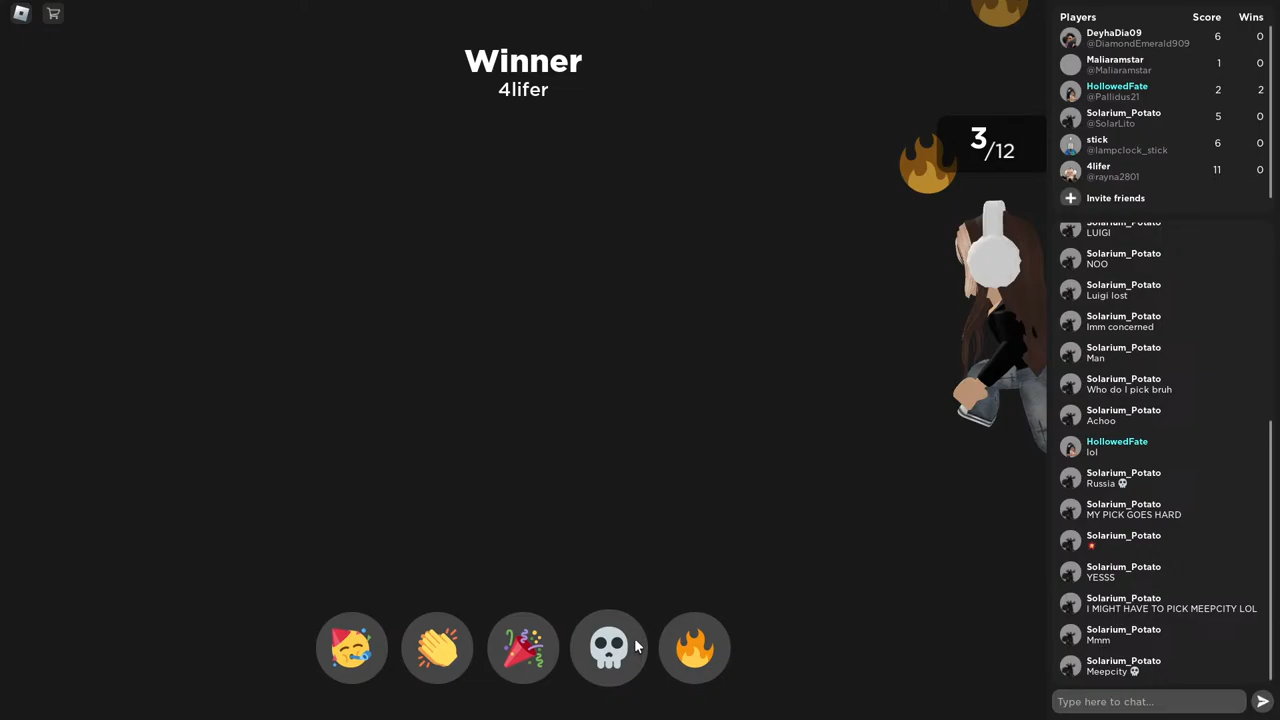 Winner
4lifer
3/12
Players Score Wins
DeyhaDia09 6 0
@DiamondEmerald909
Maliaramstar 1 0
@Maliaramstar
HollowedFate 2 2
@Pallidus21
Solarium_Potato 5 0
@SolarLito
stick 6 0
@lampclock_stick
4lifer 11 0
@rayna2801
Invite friends
Solarium_Potato
LUIGI
Solarium_Potato
NOO
Solarium_Potato
Luigi lost
Solarium_Potato
Imm concerned
Solarium_Potato
Man
Solarium_Potato
Who do I pick bruh
Solarium_Potato
Achoo
HollowedFate
lol
Solarium_Potato
Russia 💀
Solarium_Potato
MY PICK GOES HARD
Solarium_Potato
💥
Solarium_Potato
YESSS
Solarium_Potato
I MIGHT HAVE TO PICK MEEPCITY LOL
Solarium_Potato
Mmm
Solarium_Potato
Meepcity 💀
Type here to chat...